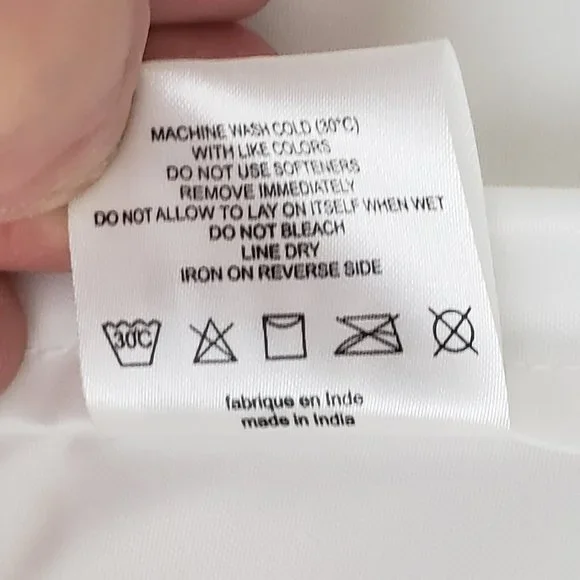 MACHINE WASH COLD (30°C)
WITH LIKE COLORS
DO NOT USE SOFTENERS
REMOVE IMMEDIATELY
DO NOT ALLOW TO LAY ON ITSELF WHEN WET
DO NOT BLEACH
LINE DRY
IRON ON REVERSE SIDE
30C
fabrique en Inde
made in India